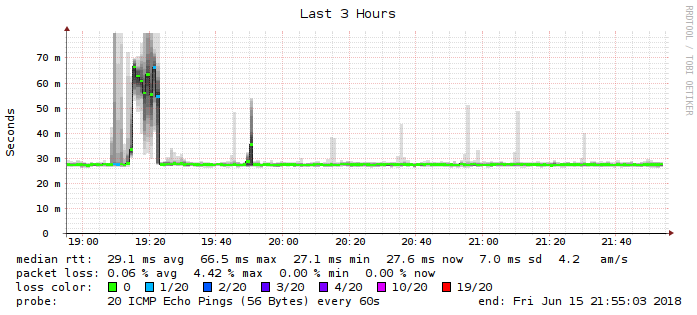 Last 3 Hours
RRDTOOL / TOBI OETIKER
Seconds
70 m
60 m
50 m
40 m
30 m
20 m
10 m
0
19:00 19:20 19:40 20:00 20:20 20:40 21:00 21:20 21:40
median rtt: 29.1 ms avg 66.5 ms max 27.1 ms min 27.6 ms now 7.0 ms sd 4.2 am/s
packet loss: 0.06 % avg 4.42 % max 0.00 % min 0.00 % now
loss color: 0 1/20 2/20 3/20 4/20 10/20 19/20
probe: 20 ICMP Echo Pings (56 Bytes) every 60s end: Fri Jun 15 21:55:03 2018